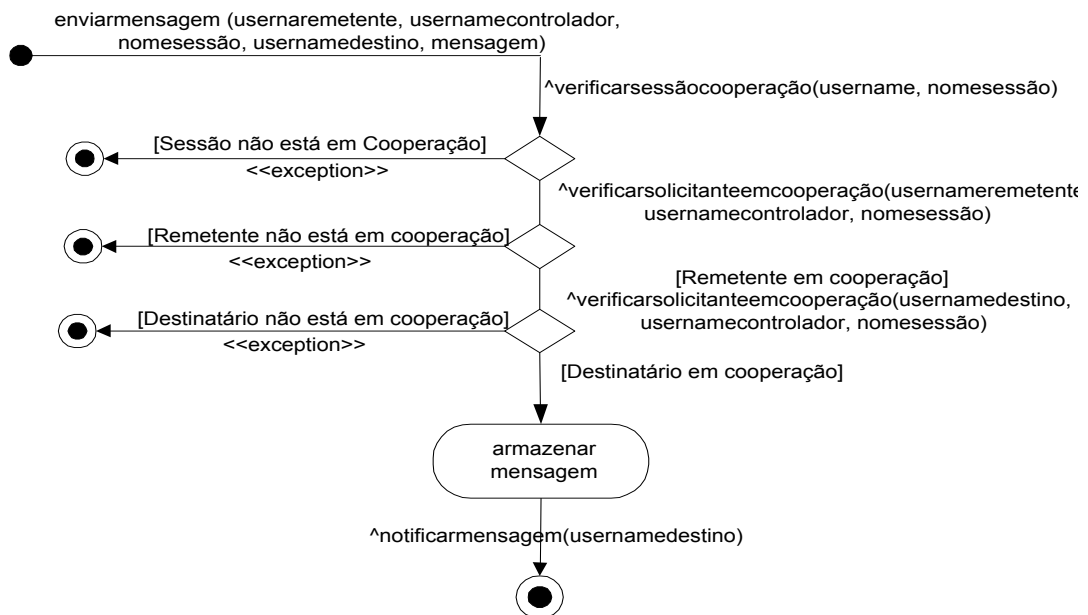 enviarmensagem (usernaremetente, usernamecontrolador,
nomesessão, usernamedestino, mensagem)
^verificarsessãocooperação(username, nomesessão)
[Sessão não está em Cooperação]
<<exception>>
^verificarsolicitanteemcooperação(usernameremetente
usernamecontrolador, nomesessão)
[Remetente não está em cooperação]
<<exception>>
[Remetente em cooperação]
^verificarsolicitanteemcooperação(usernamedestino,
usernamecontrolador, nomesessão)
[Destinatário não está em cooperação]
<<exception>>
[Destinatário em cooperação]
armazenar
mensagem
^notificarmensagem(usernamedestino)